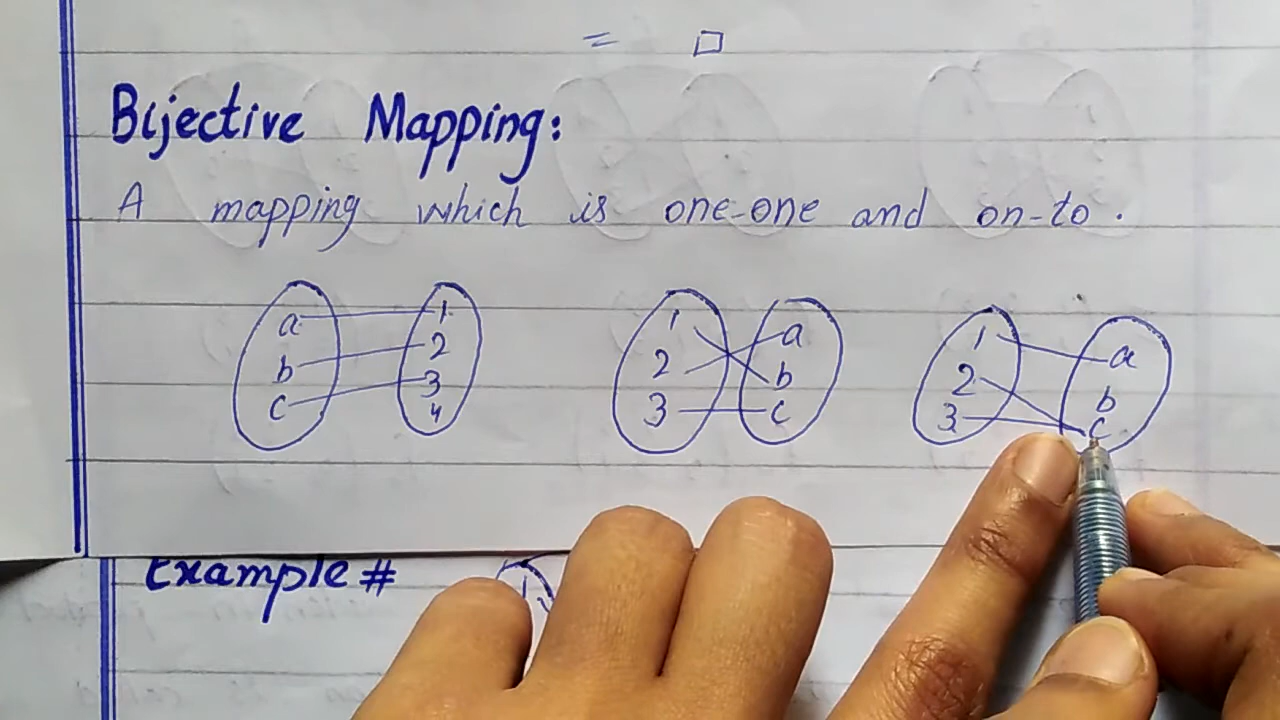 = □
Bijective Mapping:
A mapping which is one-one and on-to.
a 1 1 a 1 a
b 2 2 b 2 b
c 3 3 c 3 c
4
Example #